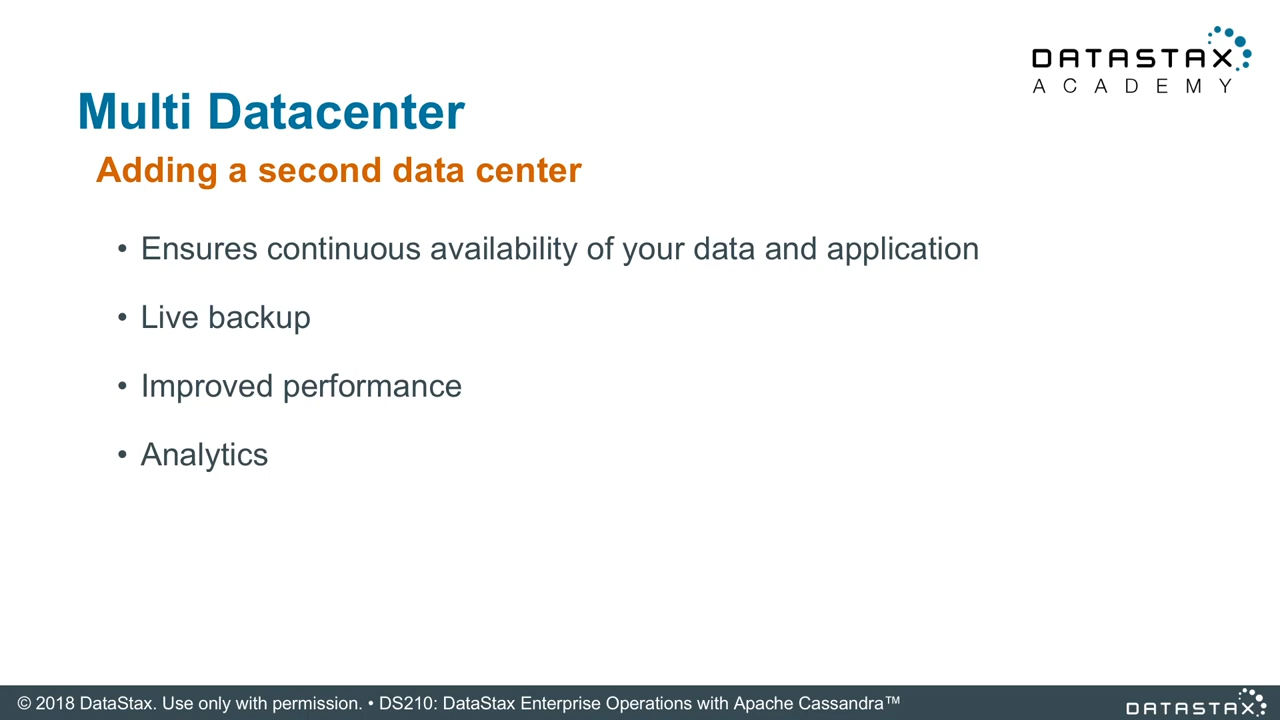 DATASTAX
ACADEMY
Multi Datacenter
Adding a second data center
• Ensures continuous availability of your data and application
• Live backup
• Improved performance
• Analytics
© 2018 DataStax. Use only with permission. • DS210: DataStax Enterprise Operations with Apache Cassandra™
DATASTAX